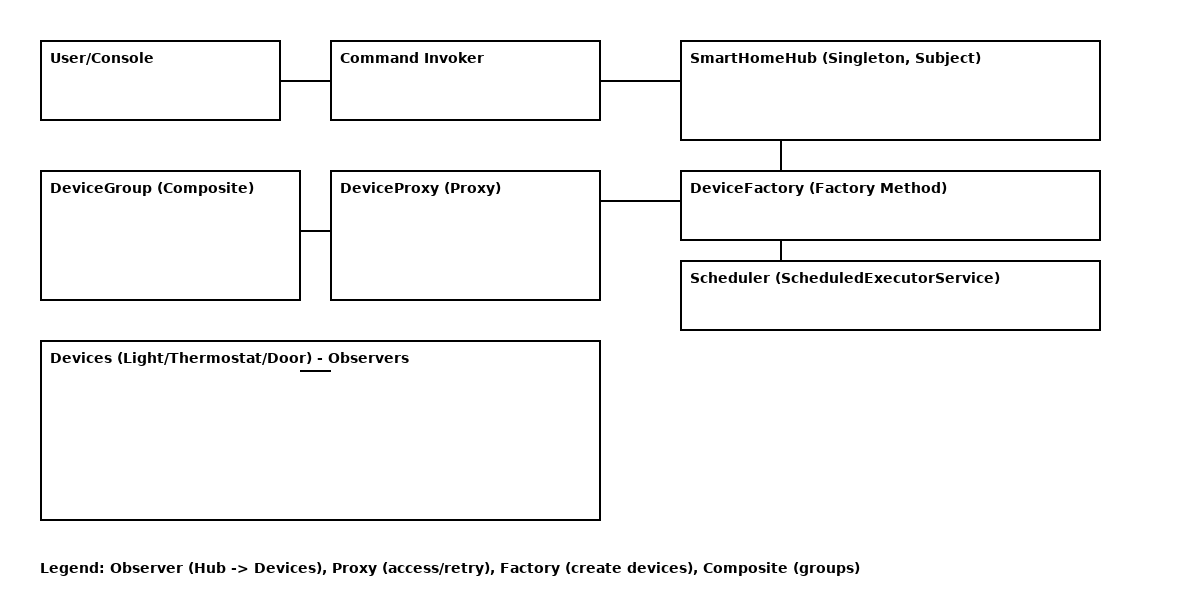 User/Console
Command Invoker
SmartHomeHub (Singleton, Subject)
DeviceGroup (Composite)
DeviceProxy (Proxy)
DeviceFactory (Factory Method)
Scheduler (ScheduledExecutorService)
Devices (Light/Thermostat/Door) - Observers
Legend: Observer (Hub -> Devices), Proxy (access/retry), Factory (create devices), Composite (groups)